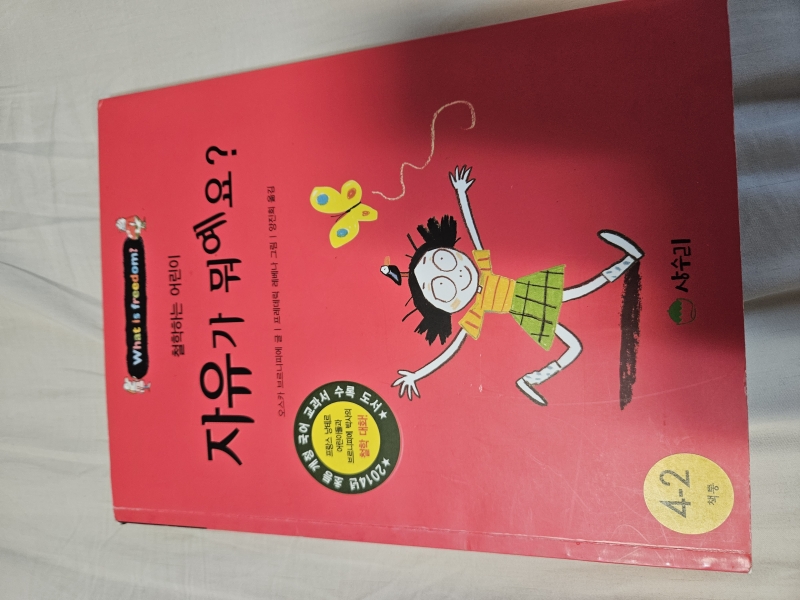 What is freedom?
철학하는 어린이
자유가 뭐예요?
오스카 브르니피에 글 | 프레데릭 레베나 그림 | 양진희 옮김
★2014년 초등 개정 국어 교과서 수록 도서★
프랑스 낭테르
어린이들과
브르니피에 박사의
철학 대화!
상수리
4-2
책똥